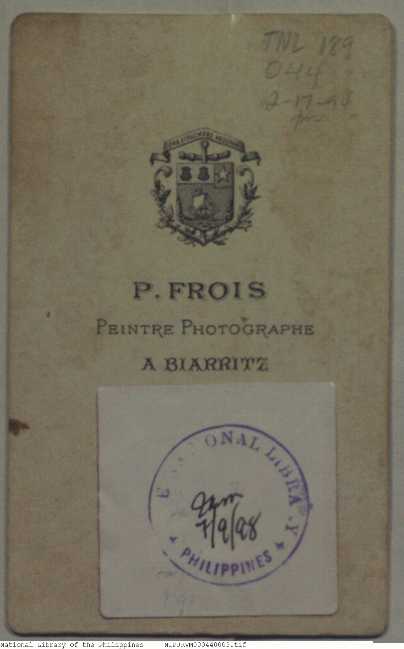 TNL 189
044
2-17-98
P. FROIS
PEINTRE PHOTOGRAPHE
A BIARRITZ
E NATIONAL LIBRARY
7/9/98
PHILIPPINES
National Library of the Philippines